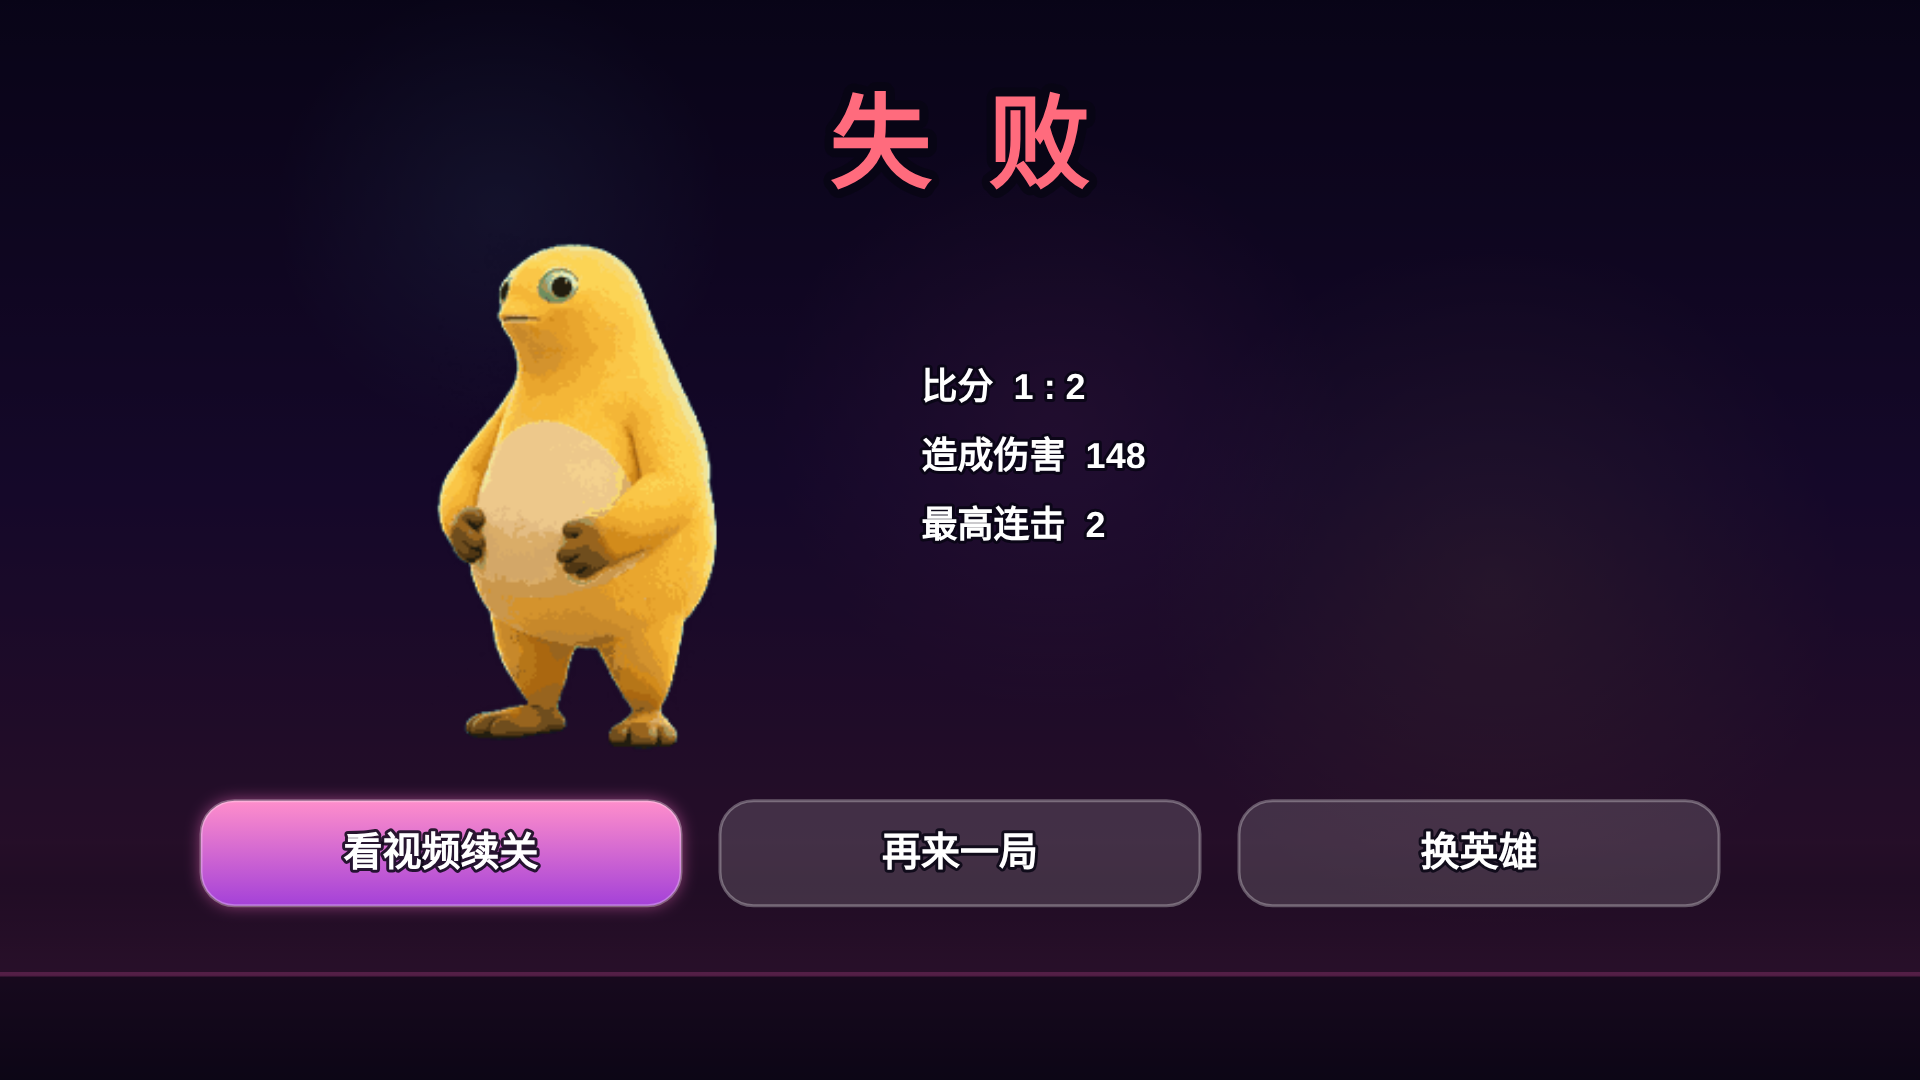 失 败
比分 1 : 2
造成伤害 148
最高连击 2
看视频续关
再来一局
换英雄